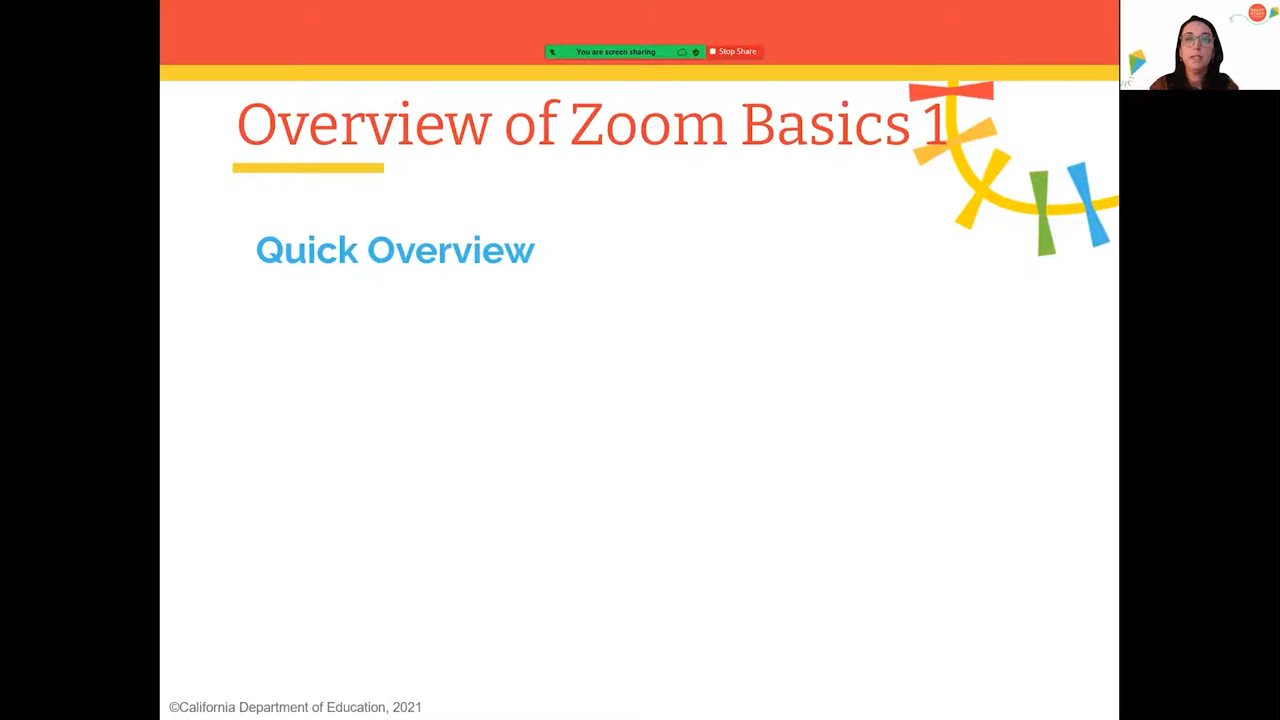 You are screen sharing
Stop Share
Overview of Zoom Basics 1
Quick Overview
©California Department of Education, 2021